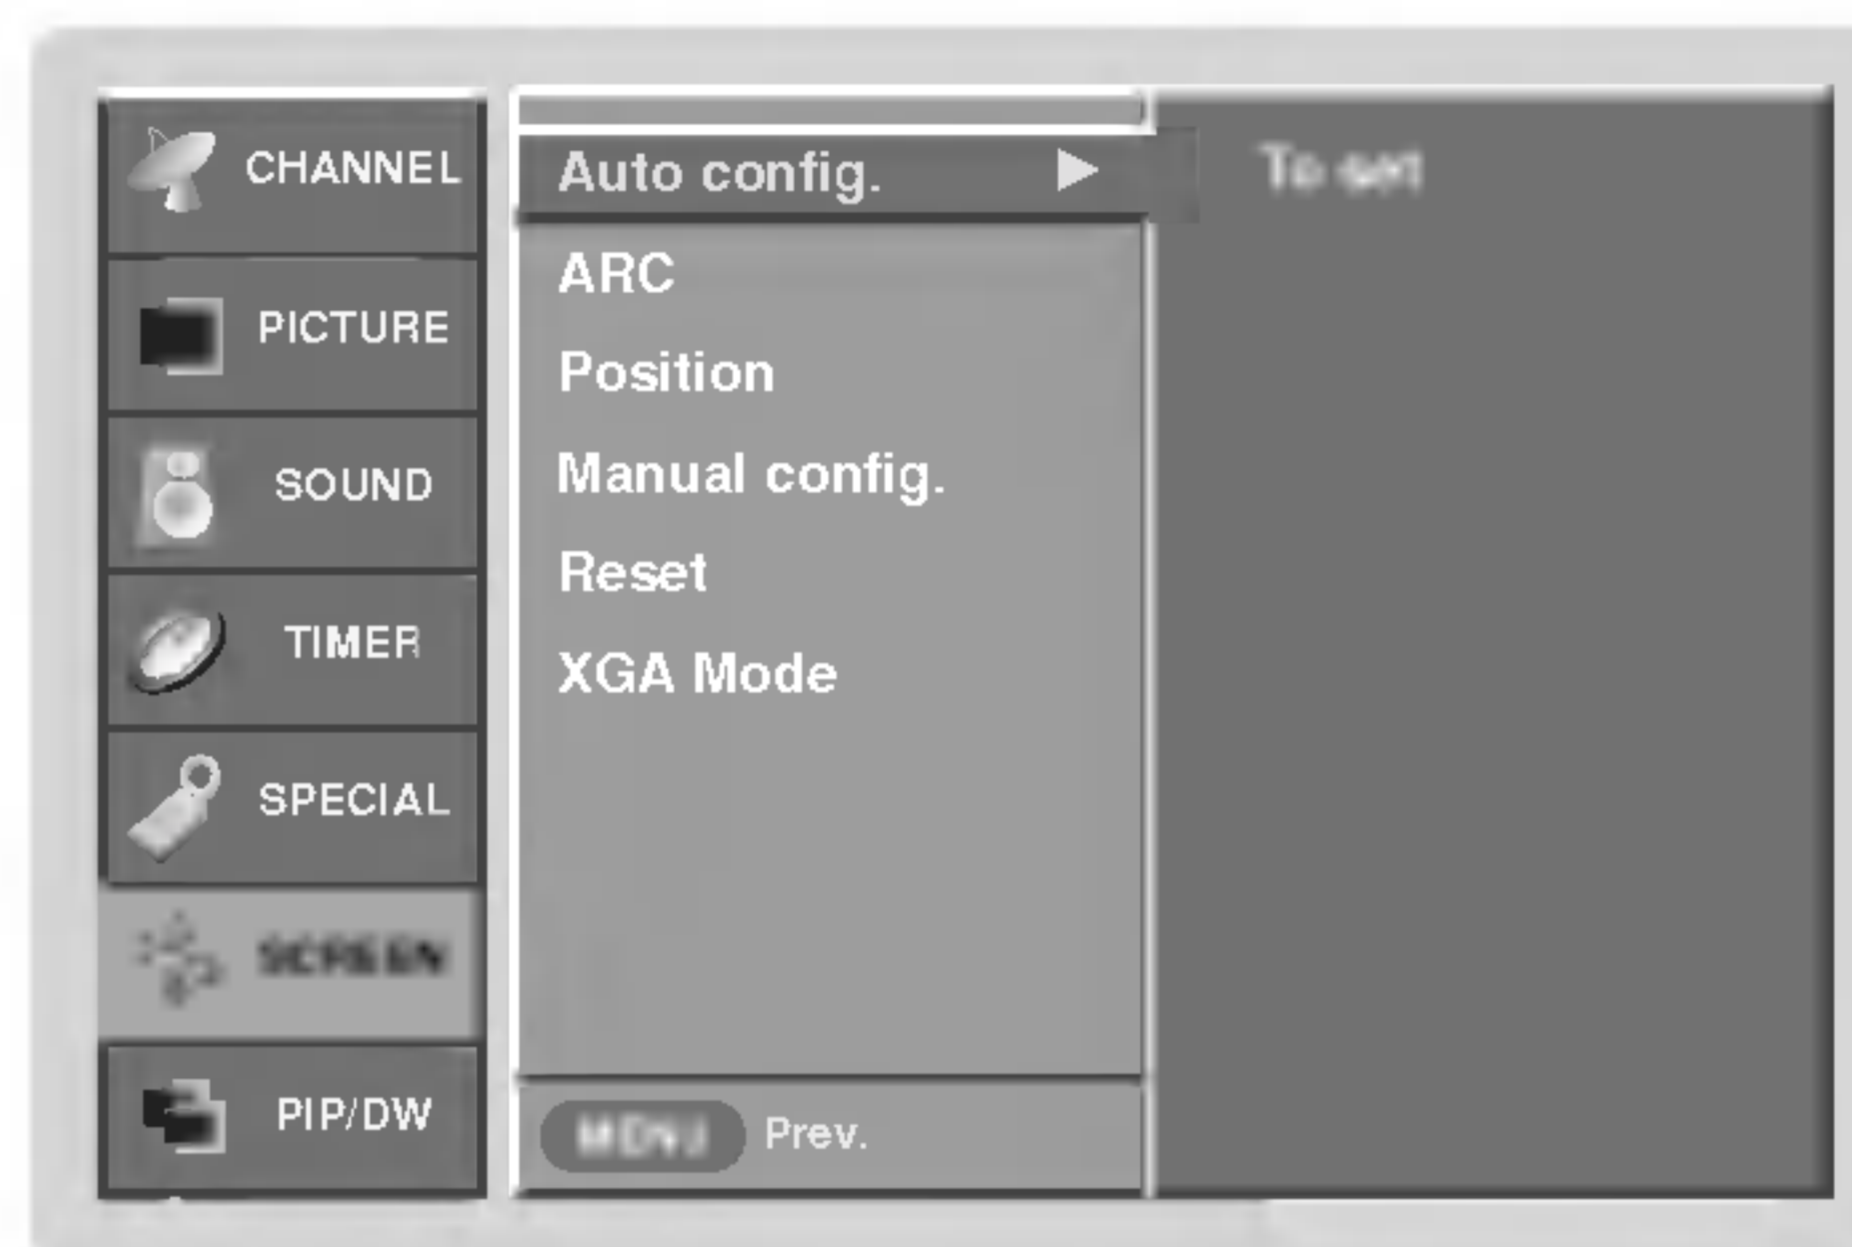 CHANNEL
PICTURE
SOUND
TIMER
SPECIAL
SCREEN
PIP/DW
Auto config.
ARC
Position
Manual config.
Reset
XGA Mode
MENU Prev.
To set